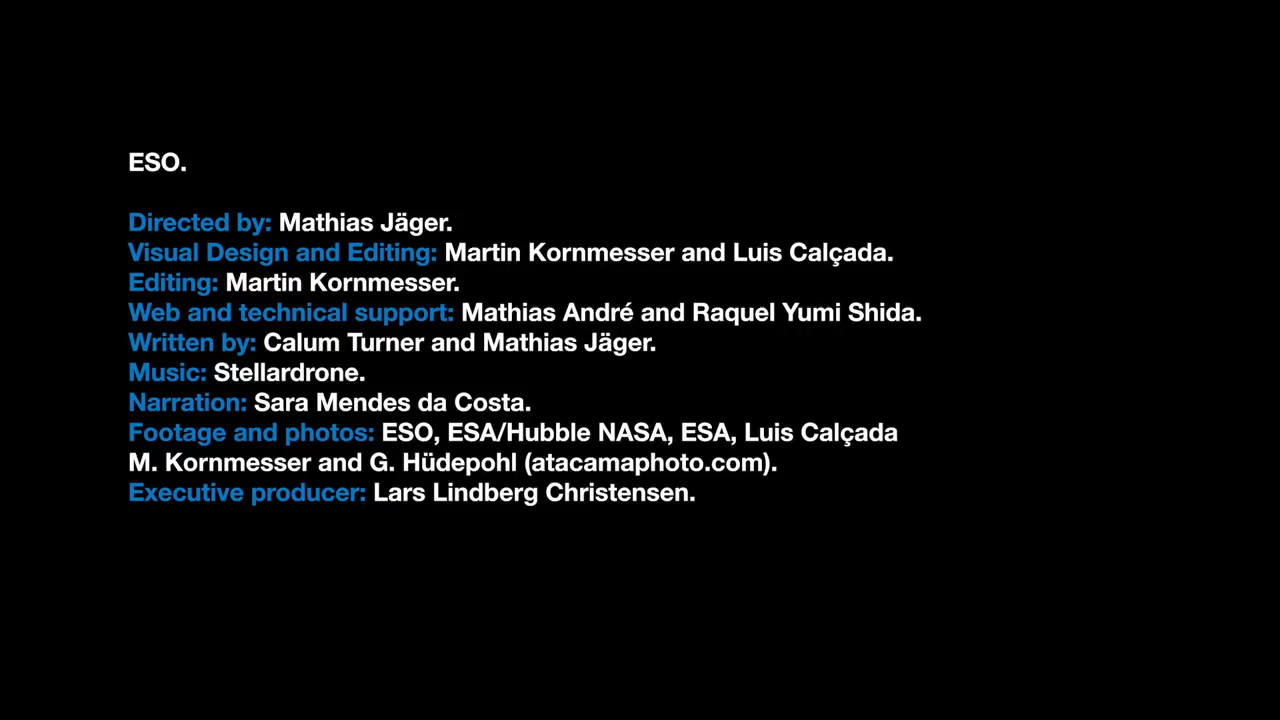 ESO.
Directed by: Mathias Jäger.
Visual Design and Editing: Martin Kornmesser and Luis Calçada.
Editing: Martin Kornmesser.
Web and technical support: Mathias André and Raquel Yumi Shida.
Written by: Calum Turner and Mathias Jäger.
Music: Stellardrone.
Narration: Sara Mendes da Costa.
Footage and photos: ESO, ESA/Hubble NASA, ESA, Luis Calçada
M. Kornmesser and G. Hüdepohl (atacamaphoto.com).
Executive producer: Lars Lindberg Christensen.